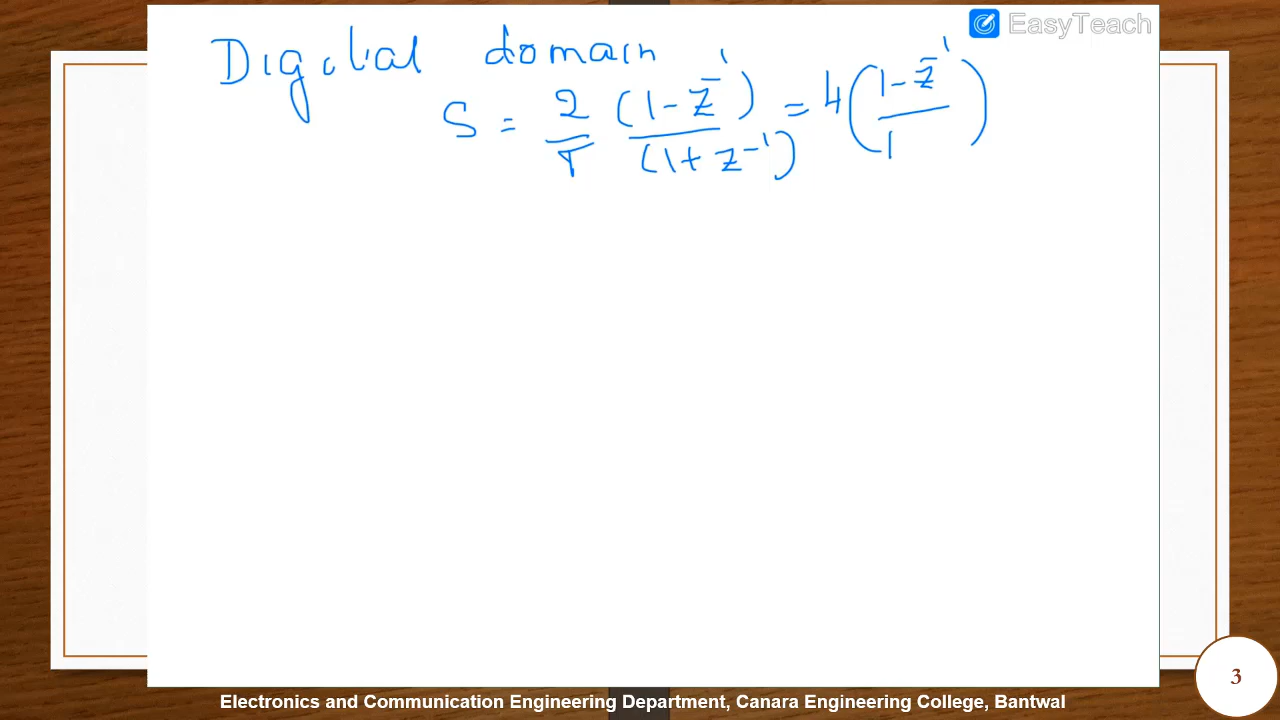 EasyTeach
Digital domain
S = 2/T (1 - z^-1)/(1 + z^-1) = 4((1 - z^-1)/(1))
3
Electronics and Communication Engineering Department, Canara Engineering College, Bantwal